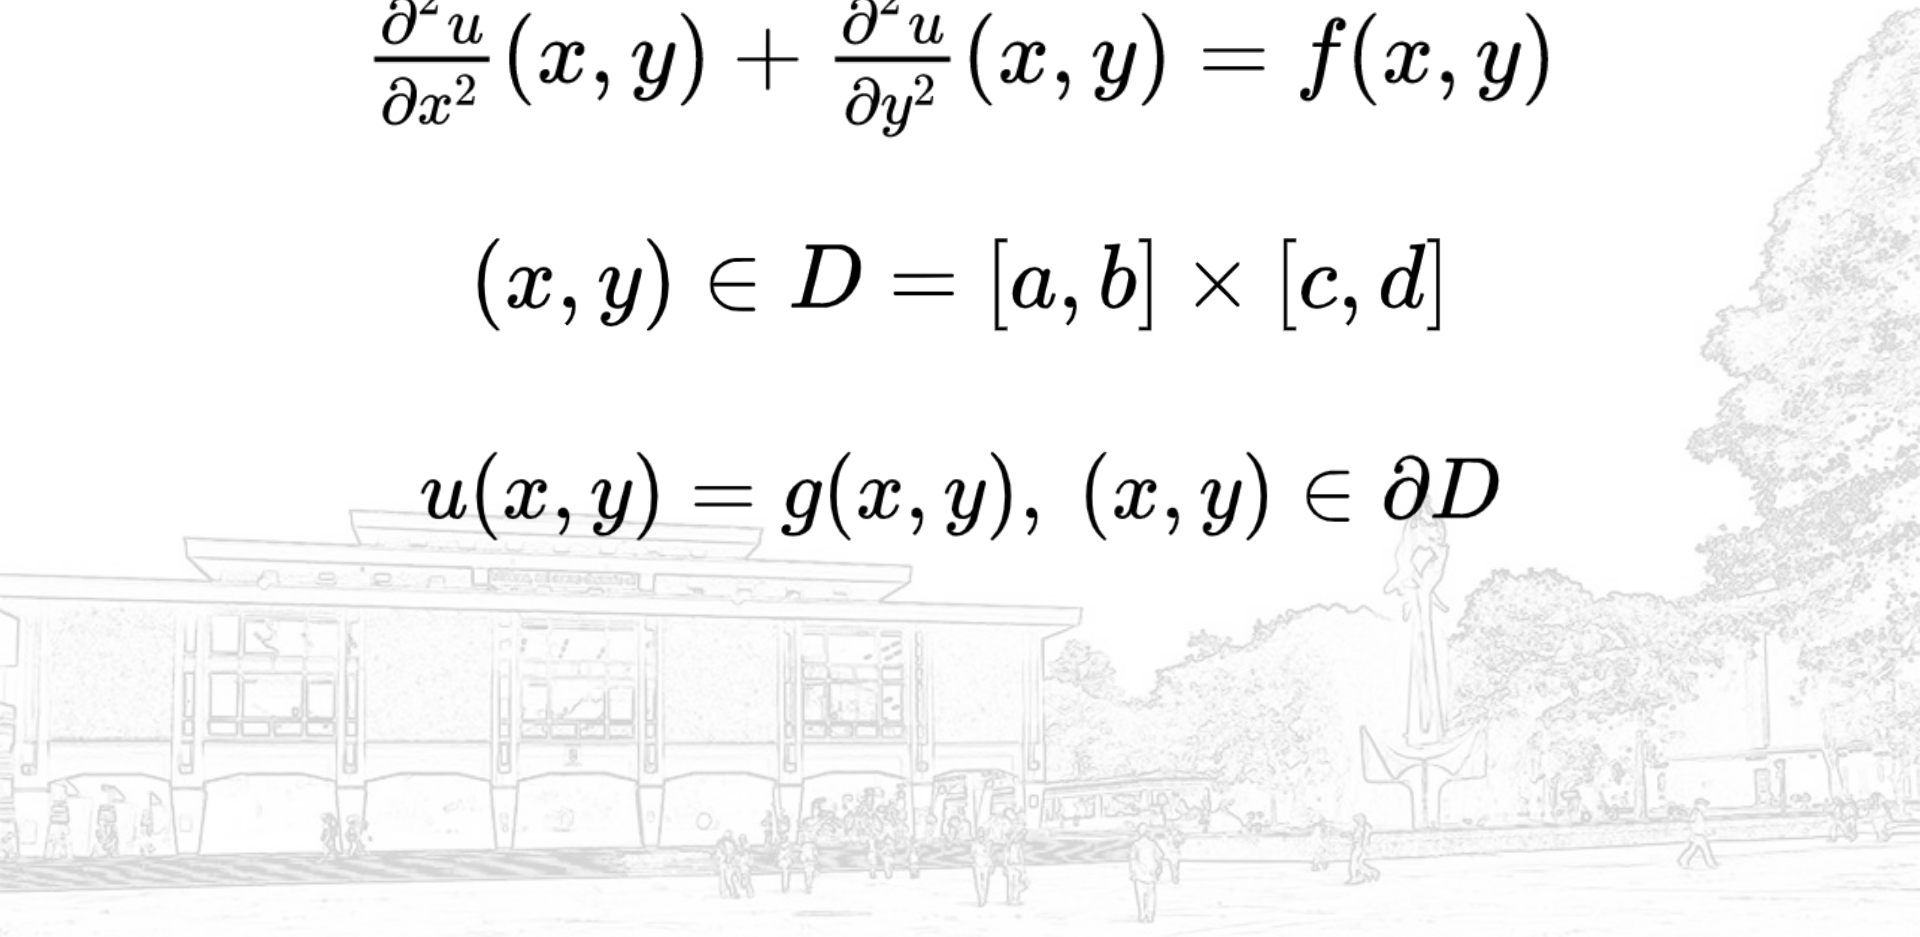 ∂²u/∂x² (x, y) + ∂²u/∂y² (x, y) = f(x, y)
(x, y) ∈ D = [a, b] × [c, d]
u(x, y) = g(x, y), (x, y) ∈ ∂D